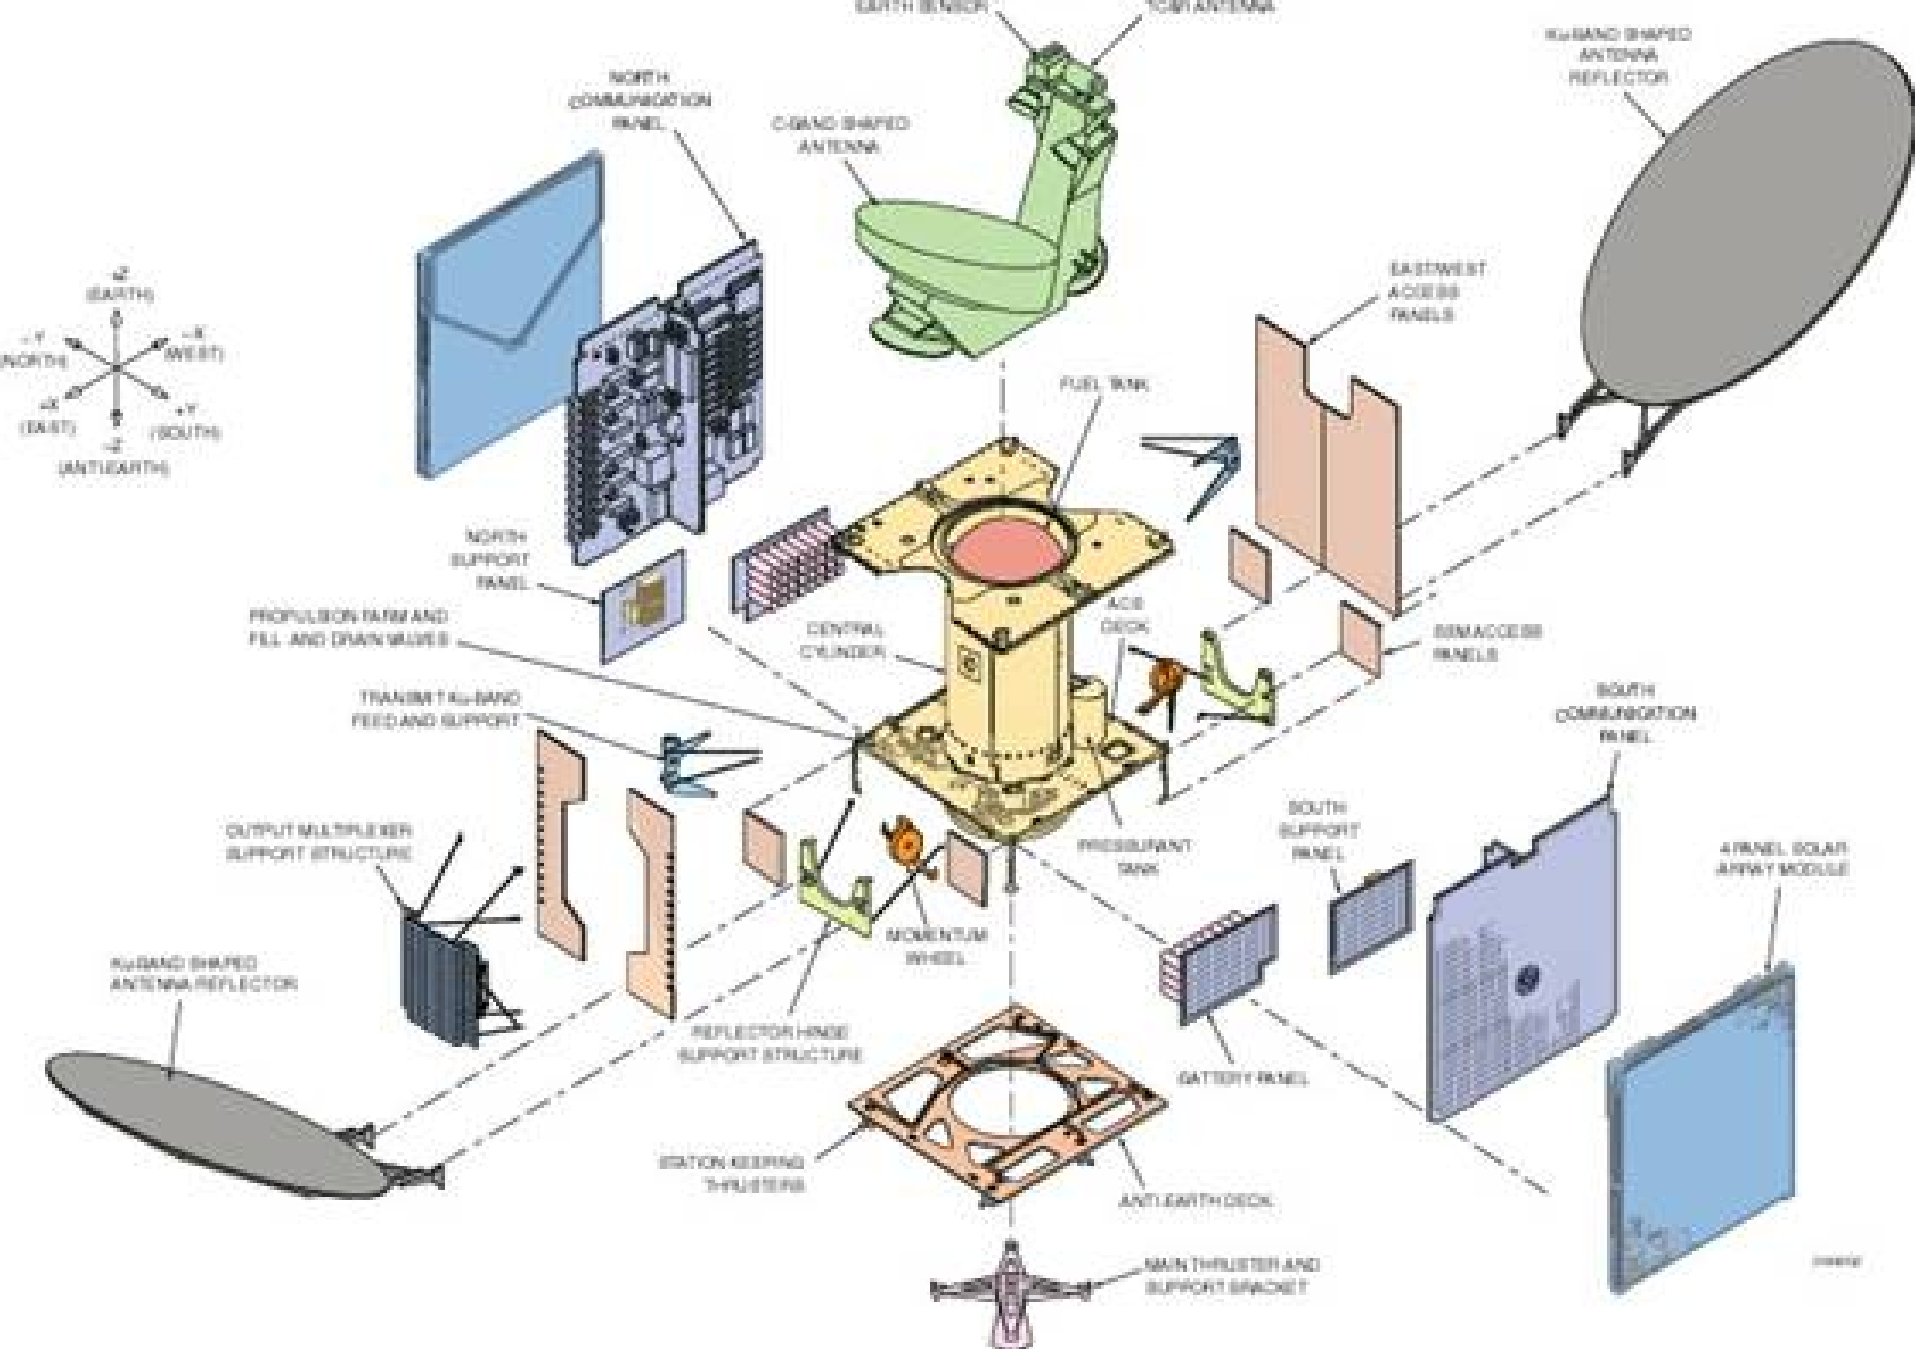 EARTH SENSOR
TC&R ANTENNA
Ku-BAND SHAPED
ANTENNA
REFLECTOR
NORTH
COMMUNICATION
PANEL
C-BAND SHAPED
ANTENNA
+Z
(EARTH)
-Y
(NORTH)
-X
(WEST)
+X
(EAST)
+Y
(SOUTH)
-Z
(ANTI-EARTH)
EAST/WEST
ACCESS
PANELS
FUEL TANK
NORTH
SUPPORT
PANEL
PROPULSION FARM AND
FILL AND DRAIN VALVES
CENTRAL
CYLINDER
ACS
DECK
SSM ACCESS
PANELS
TRANSMIT Ku-BAND
FEED AND SUPPORT
SOUTH
COMMUNICATION
PANEL
OUTPUT MULTIPLEXER
SUPPORT STRUCTURE
SOUTH
SUPPORT
PANEL
PRESSURANT
TANK
4 PANEL SOLAR
ARRAY MODULE
MOMENTUM
WHEEL
Ku-BAND SHAPED
ANTENNA REFLECTOR
REFLECTOR HINGE
SUPPORT STRUCTURE
BATTERY PANEL
STATION KEEPING
THRUSTERS
ANTI-EARTH DECK
MAIN THRUSTER AND
SUPPORT BRACKET